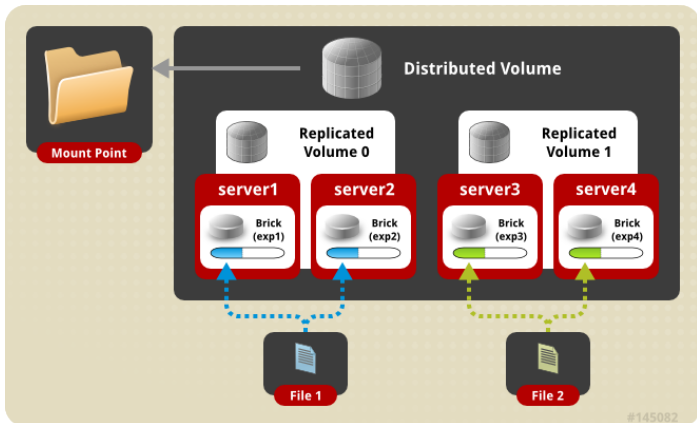 Distributed Volume
Mount Point
Replicated
Volume 0
Replicated
Volume 1
server1
server2
server3
server4
Brick
(exp1)
Brick
(exp2)
Brick
(exp3)
Brick
(exp4)
File 1
File 2
#145082